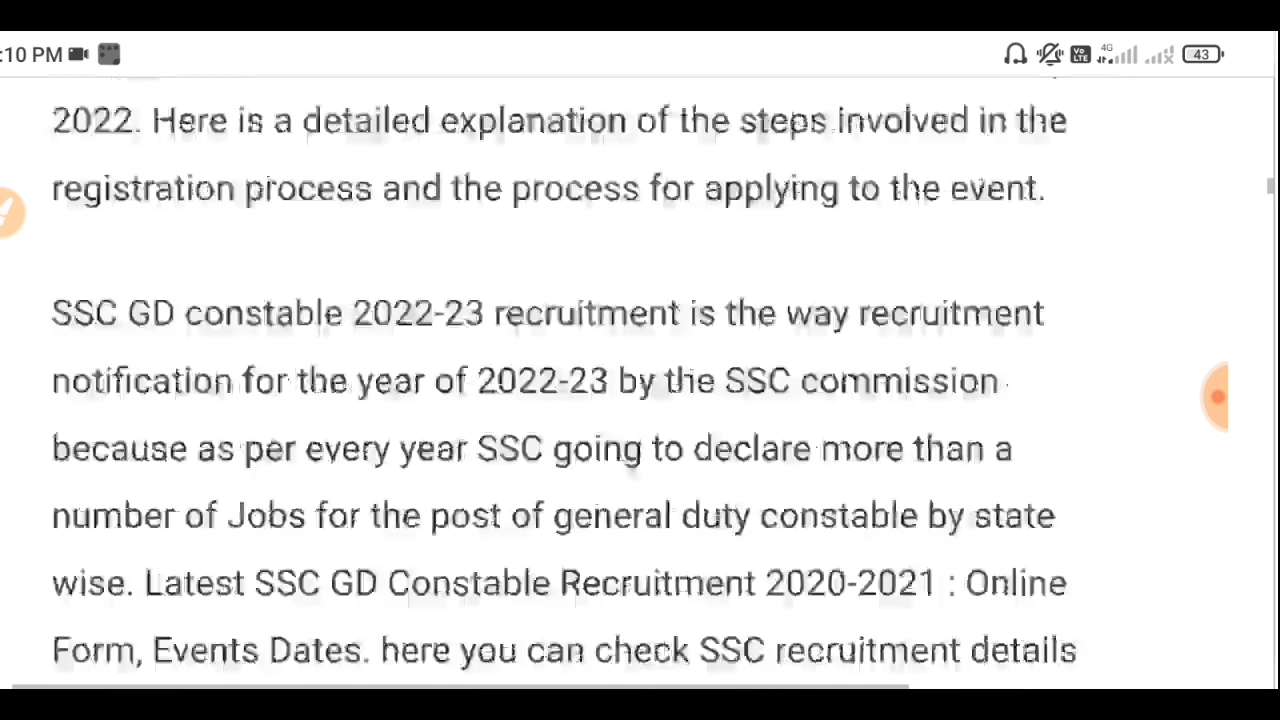 :10 PM
Vo LTE 4G 43
2022. Here is a detailed explanation of the steps involved in the
registration process and the process for applying to the event.
SSC GD constable 2022-23 recruitment is the way recruitment
notification for the year of 2022-23 by the SSC commission
because as per every year SSC going to declare more than a
number of Jobs for the post of general duty constable by state
wise. Latest SSC GD Constable Recruitment 2020-2021 : Online
Form, Events Dates. here you can check SSC recruitment details